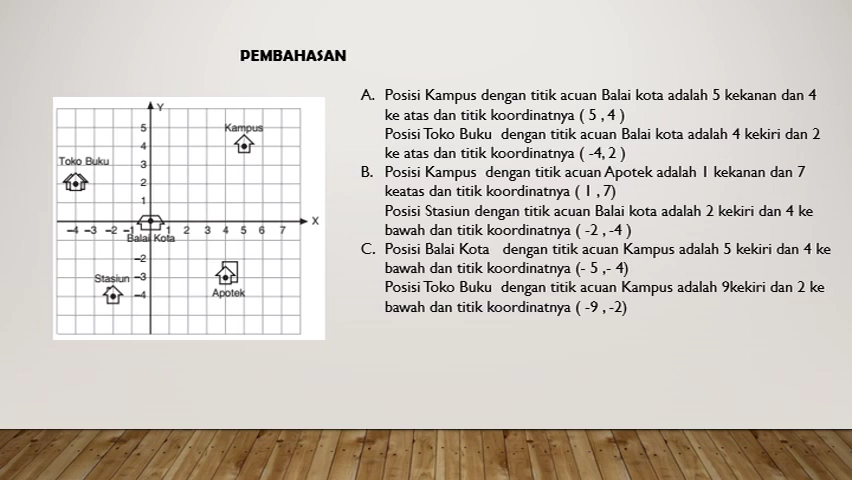 PEMBAHASAN
Y
5
4
3
2
1
Kampus
Toko Buku
X
–4 –3 –2 –1 1 2 3 4 5 6 7
Balai Kota
–2
–3
–4
Stasiun
Apotek
A. Posisi Kampus dengan titik acuan Balai kota adalah 5 kekanan dan 4
ke atas dan titik koordinatnya ( 5 , 4 )
Posisi Toko Buku dengan titik acuan Balai kota adalah 4 kekiri dan 2
ke atas dan titik koordinatnya ( -4, 2 )
B. Posisi Kampus dengan titik acuan Apotek adalah 1 kekanan dan 7
keatas dan titik koordinatnya ( 1 , 7)
Posisi Stasiun dengan titik acuan Balai kota adalah 2 kekiri dan 4 ke
bawah dan titik koordinatnya ( -2 , -4 )
C. Posisi Balai Kota dengan titik acuan Kampus adalah 5 kekiri dan 4 ke
bawah dan titik koordinatnya (- 5 ,- 4)
Posisi Toko Buku dengan titik acuan Kampus adalah 9kekiri dan 2 ke
bawah dan titik koordinatnya ( -9 , -2)